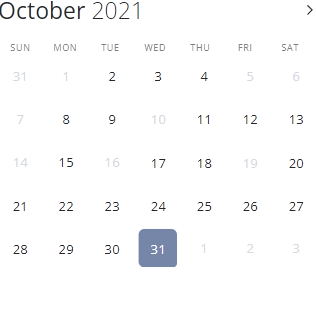 October 2021
SUN MON TUE WED THU FRI SAT
31 1 2 3 4 5 6
7 8 9 10 11 12 13
14 15 16 17 18 19 20
21 22 23 24 25 26 27
28 29 30 31 1 2 3